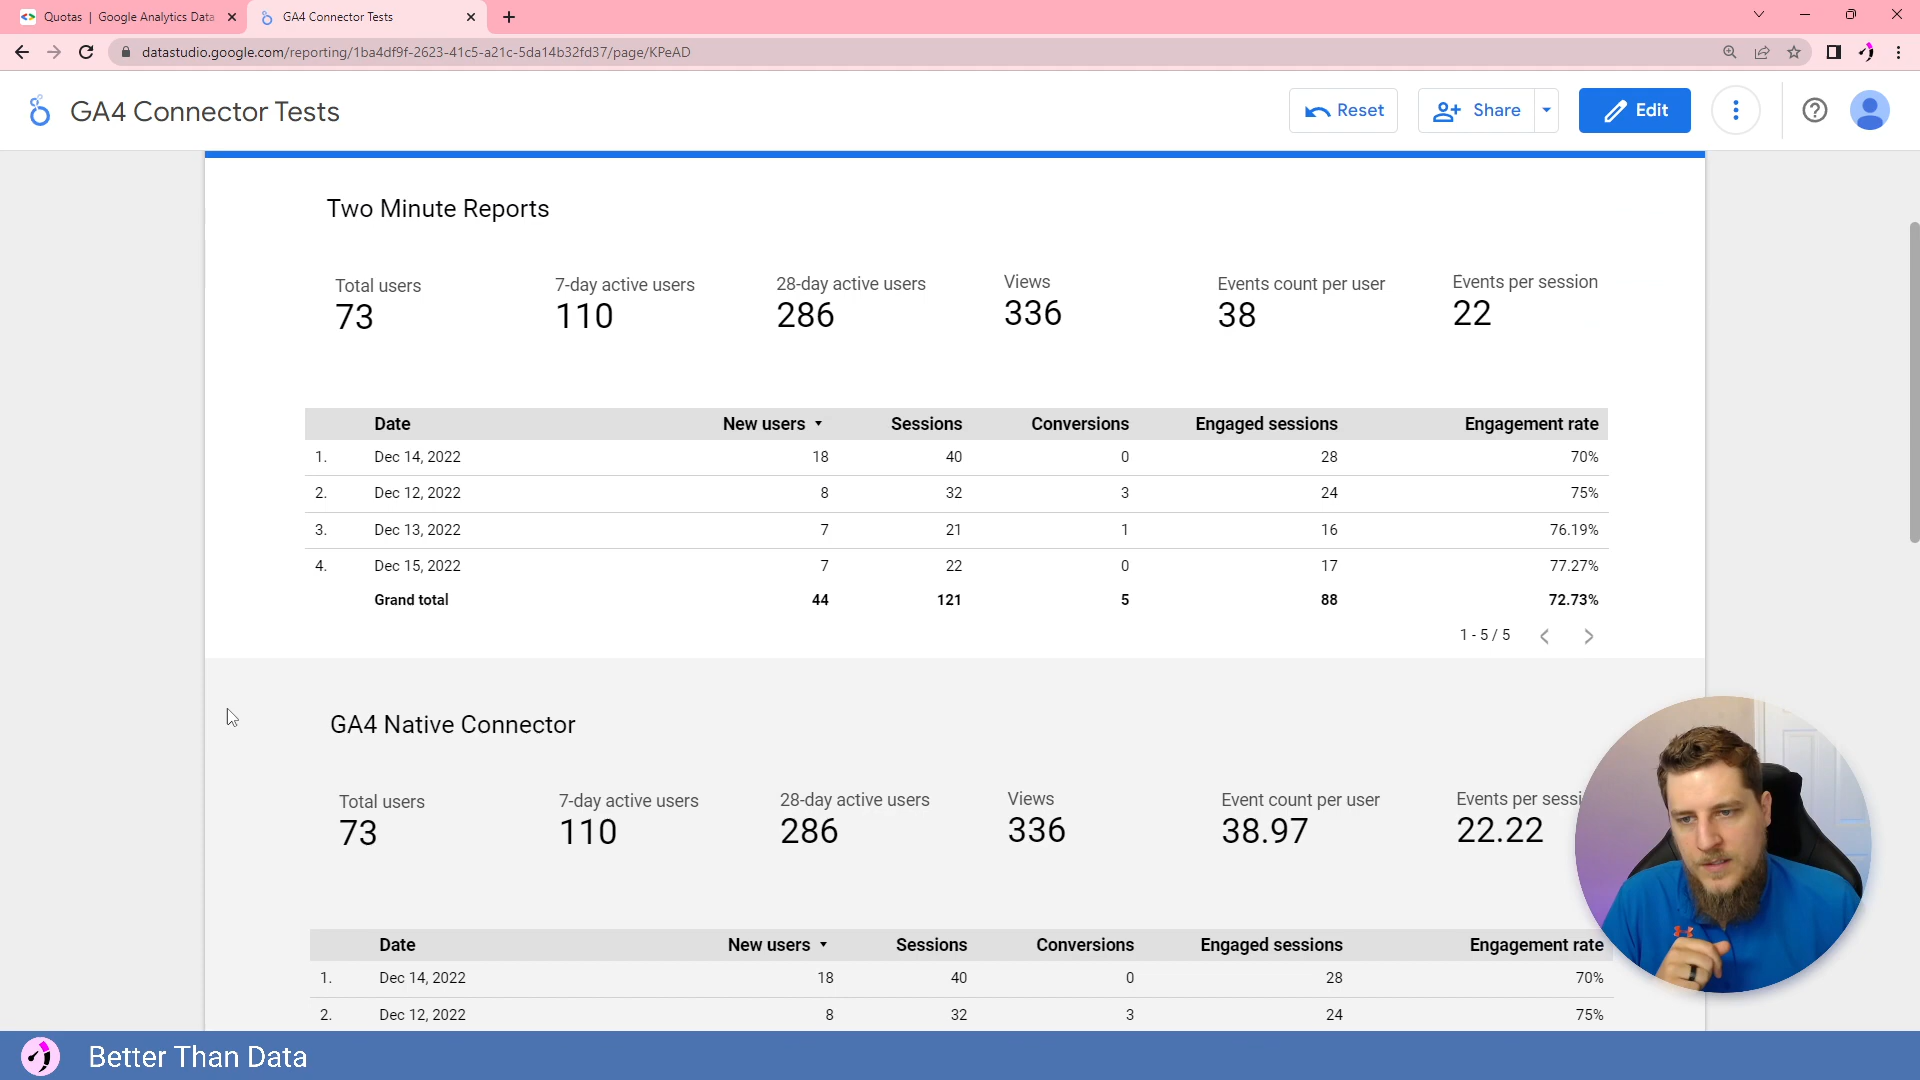 Quotas | Google Analytics Data
GA4 Connector Tests
datastudio.google.com/reporting/1ba4df9f-2623-41c5-a21c-5da14b32fd37/page/KPeAD
GA4 Connector Tests
Reset
Share
Edit
Two Minute Reports
Total users 7-day active users 28-day active users Views Events count per user Events per session
73 110 286 336 38 22
Date New users Sessions Conversions Engaged sessions Engagement rate
1. Dec 14, 2022 18 40 0 28 70%
2. Dec 12, 2022 8 32 3 24 75%
3. Dec 13, 2022 7 21 1 16 76.19%
4. Dec 15, 2022 7 22 0 17 77.27%
Grand total 44 121 5 88 72.73%
1 - 5 / 5
GA4 Native Connector
Total users 7-day active users 28-day active users Views Event count per user Events per sessi
73 110 286 336 38.97 22.22
Date New users Sessions Conversions Engaged sessions Engagement rate
1. Dec 14, 2022 18 40 0 28 70%
2. Dec 12, 2022 8 32 3 24 75%
Better Than Data